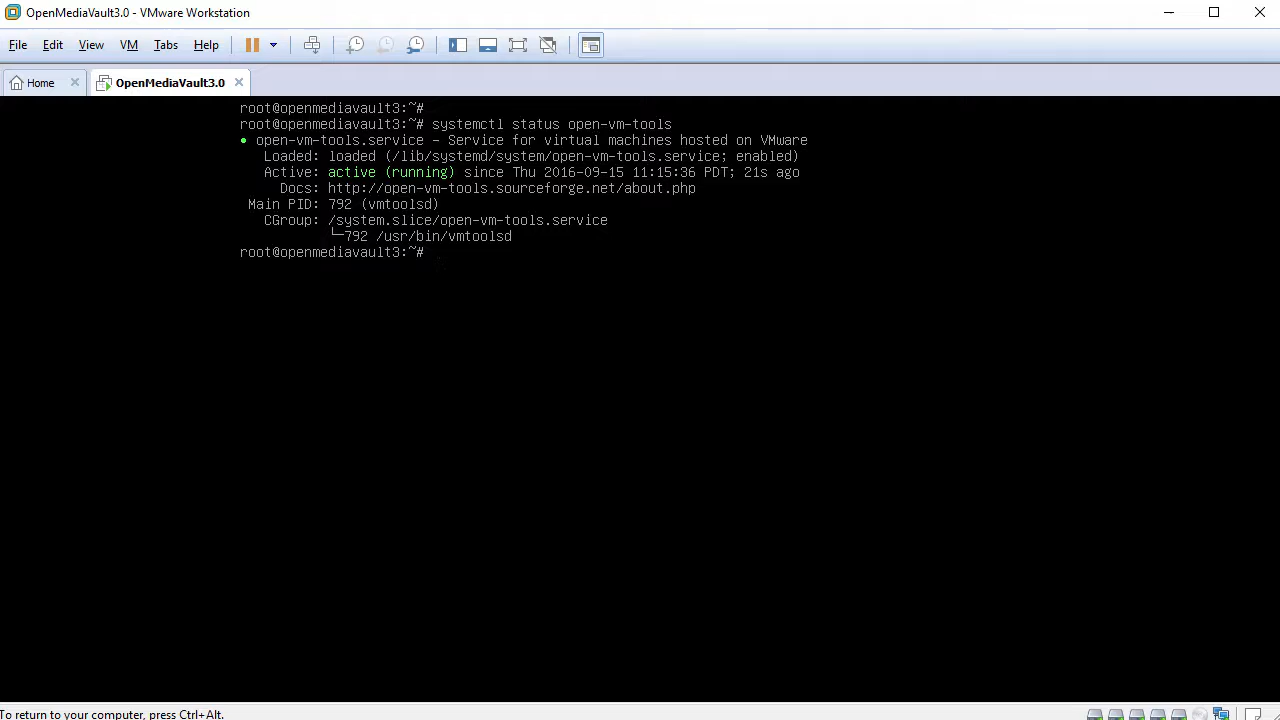 OpenMediaVault3.0 - VMware Workstation
File Edit View VM Tabs Help
Home OpenMediaVault3.0
root@openmediavault3:~#
root@openmediavault3:~# systemctl status open-vm-tools
● open-vm-tools.service - Service for virtual machines hosted on VMware
Loaded: loaded (/lib/systemd/system/open-vm-tools.service; enabled)
Active: active (running) since Thu 2016-09-15 11:15:36 PDT; 21s ago
Docs: http://open-vm-tools.sourceforge.net/about.php
Main PID: 792 (vmtoolsd)
CGroup: /system.slice/open-vm-tools.service
└─792 /usr/bin/vmtoolsd
root@openmediavault3:~#
To return to your computer, press Ctrl+Alt.